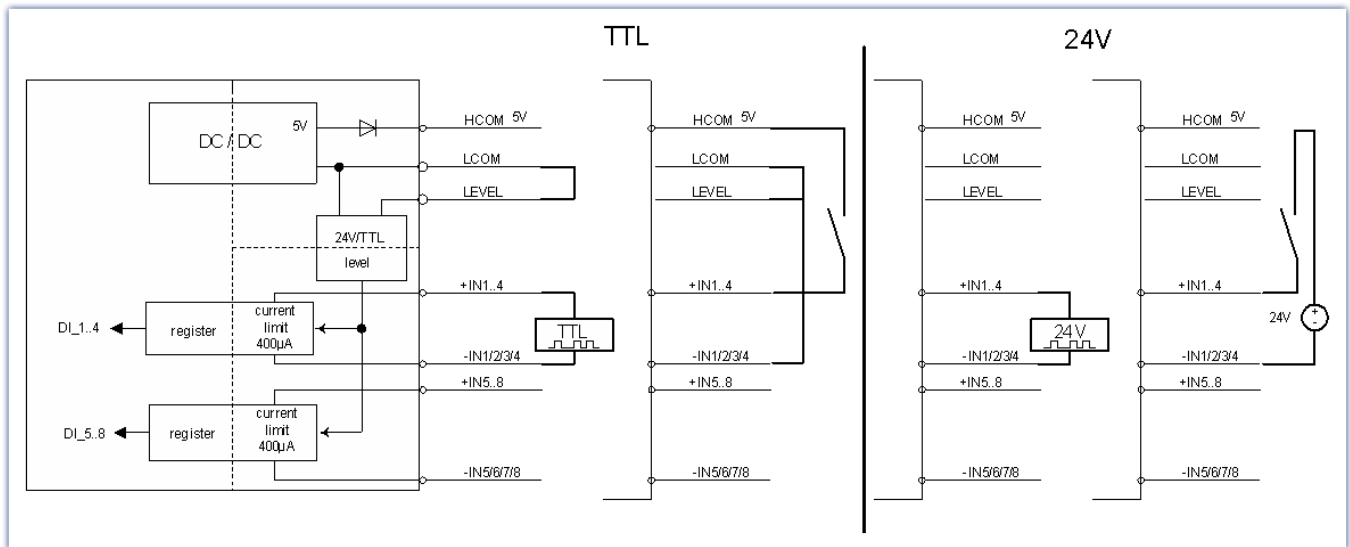 TTL
24V
DC / DC
5V
24V/TTL
level
DI_1..4
register
current
limit
400µA
DI_5..8
register
current
limit
400µA
HCOM 5V
LCOM
LEVEL
+IN1..4
TTL
-IN1/2/3/4
+IN5..8
-IN5/6/7/8
HCOM 5V
LCOM
LEVEL
+IN1..4
-IN1/2/3/4
+IN5..8
-IN5/6/7/8
HCOM 5V
LCOM
LEVEL
+IN1..4
24V
-IN1/2/3/4
+IN5..8
-IN5/6/7/8
HCOM 5V
LCOM
LEVEL
+IN1..4
24V
+
-
-IN1/2/3/4
+IN5..8
-IN5/6/7/8